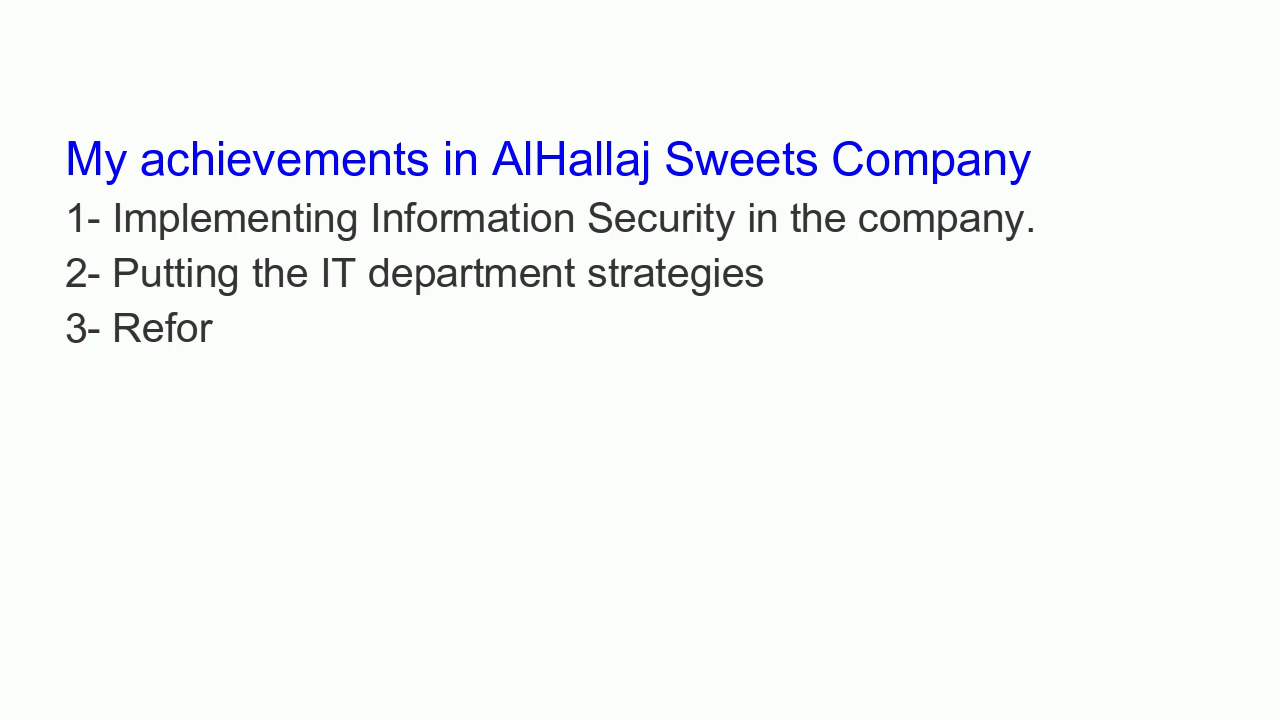 My achievements in AlHallaj Sweets Company
1- Implementing Information Security in the company.
2- Putting the IT department strategies
3- Refor